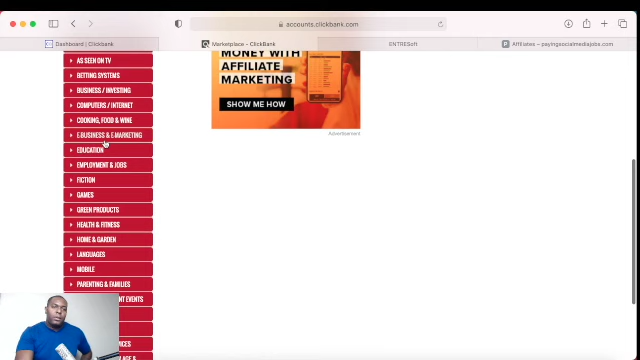 accounts.clickbank.com
Dashboard | Clickbank
Marketplace - ClickBank
ENTRESoft
Affiliates - payingsocialmediajobs.com
AS SEEN ON TV
BETTING SYSTEMS
BUSINESS / INVESTING
COMPUTERS / INTERNET
COOKING, FOOD & WINE
E-BUSINESS & E-MARKETING
EDUCATION
EMPLOYMENT & JOBS
FICTION
GAMES
GREEN PRODUCTS
HEALTH & FITNESS
HOME & GARDEN
LANGUAGES
MOBILE
PARENTING & FAMILIES
EVENTS
MONEY WITH
AFFILIATE
MARKETING
SHOW ME HOW
Advertisement